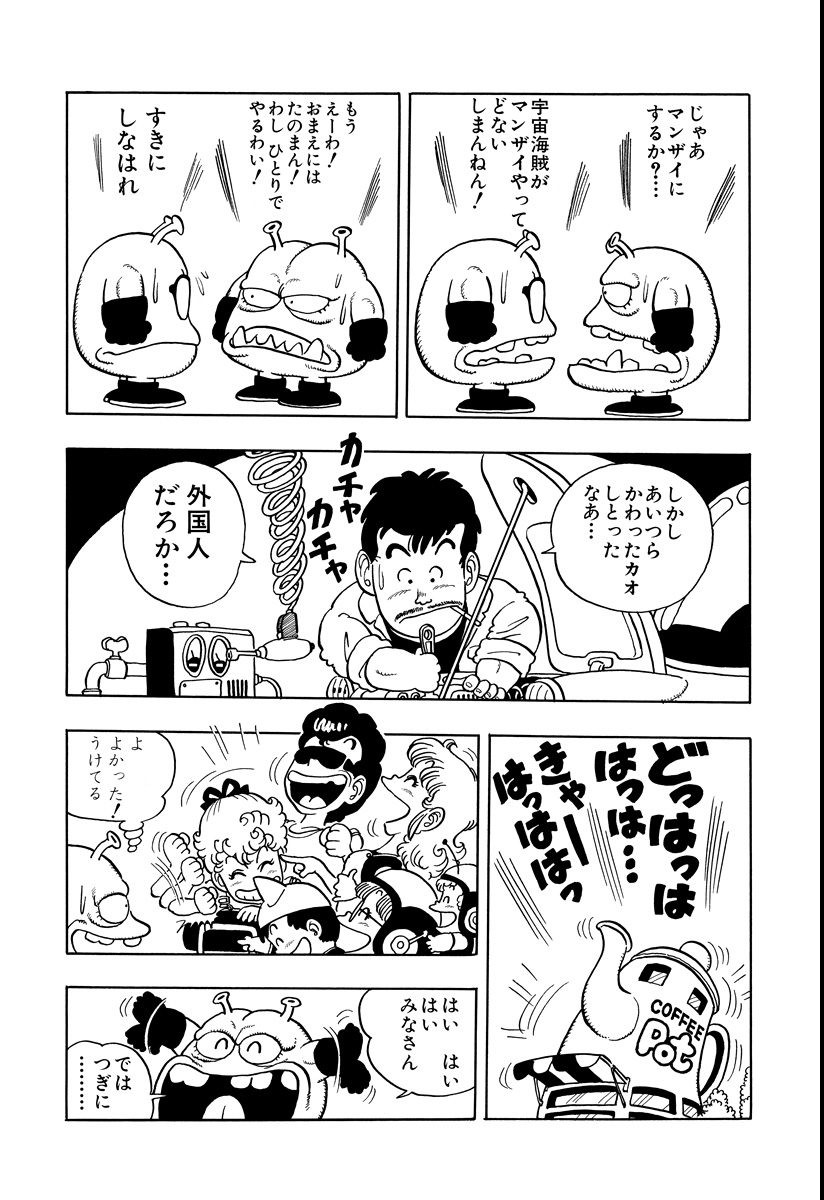 じゃあ
マンザイに
するか?…
宇宙海賊が
マンザイやって
どない
しまんねん!
もう
えーわ!
おまえには
たのまん!
わし ひとりで
やるわい!
すきに
しなはれ
しかし
あいつら
かわったカオ
しとった
なあ…
カチャ
カチャ
外国人
だろか…
どっはっは
はっは…
きゃー
はっははっ
COFFEE
Pot
よ
よかった!
うけてる
はい はい
はい
みなさん
では
つぎに
………